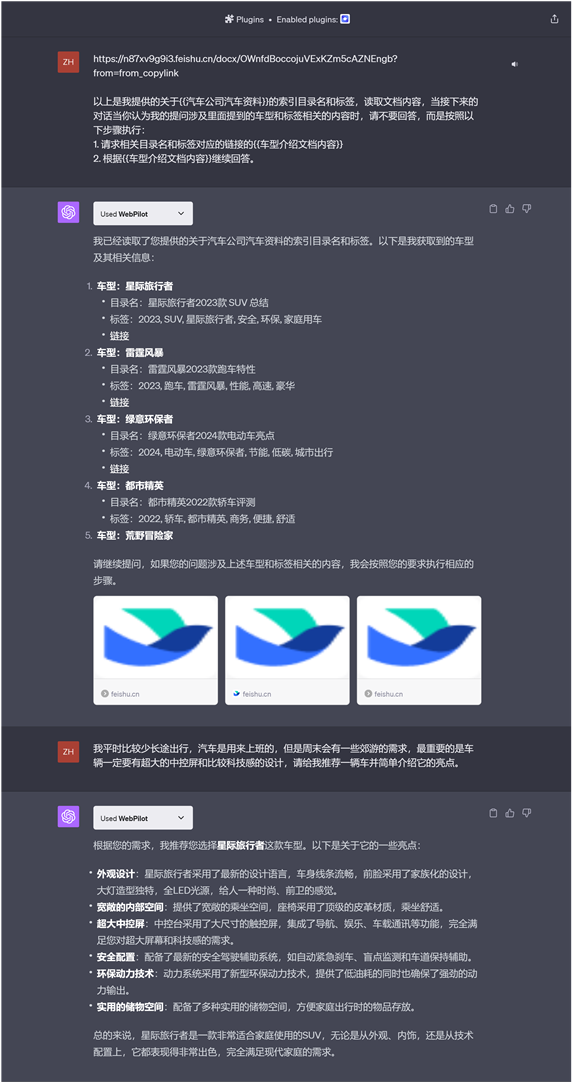 Plugins • Enabled plugins:
ZH
https://n87xv9g9i3.feishu.cn/docx/OWnfdBoccojuVExKZm5cAZNEngb?
from=from_copylink
以上是我提供的关于{{汽车公司汽车资料}}的索引目录名和标签，读取文档内容，当接下来的
对话当你认为我的提问涉及里面提到的车型和标签相关的内容时，请不要回答，而是按照以
下步骤执行：
1. 请求相关目录名和标签对应的链接的{{车型介绍文档内容}}
2. 根据{{车型介绍文档内容}}继续回答。
Used WebPilot
我已经读取了您提供的关于汽车公司汽车资料的索引目录名和标签。以下是我获取到的车型
及其相关信息：
1. 车型：星际旅行者
• 目录名：星际旅行者2023款 SUV 总结
• 标签：2023, SUV, 星际旅行者, 安全, 环保, 家庭用车
• 链接
2. 车型：雷霆风暴
• 目录名：雷霆风暴2023款跑车特性
• 标签：2023, 跑车, 雷霆风暴, 性能, 高速, 豪华
• 链接
3. 车型：绿意环保者
• 目录名：绿意环保者2024款电动车亮点
• 标签：2024, 电动车, 绿意环保者, 节能, 低碳, 城市出行
• 链接
4. 车型：都市精英
• 目录名：都市精英2022款轿车评测
• 标签：2022, 轿车, 都市精英, 商务, 便捷, 舒适
5. 车型：荒野冒险家
请继续提问，如果您的问题涉及上述车型和标签相关的内容，我会按照您的要求执行相应的
步骤。
feishu.cn feishu.cn feishu.cn
ZH
我平时比较少长途出行，汽车是用来上班的，但是周末会有一些郊游的需求，最重要的是车
辆一定要有超大的中控屏和比较科技感的设计，请给我推荐一辆车并简单介绍它的亮点。
Used WebPilot
根据您的需求，我推荐您选择星际旅行者这款车型。以下是关于它的一些亮点：
• 外观设计：星际旅行者采用了最新的设计语言，车身线条流畅，前脸采用了家族化的设计，
大灯造型独特，全LED光源，给人一种时尚、前卫的感觉。
• 宽敞的内部空间：提供了宽敞的乘坐空间，座椅采用了顶级的皮革材质，乘坐舒适。
• 超大中控屏：中控台采用了大尺寸的触控屏，集成了导航、娱乐、车载通讯等功能，完全满
足您对超大屏幕和科技感的需求。
• 安全配置：配备了最新的安全驾驶辅助系统，如自动紧急刹车、盲点监测和车道保持辅助。
• 环保动力技术：动力系统采用了新型环保动力技术，提供了低油耗的同时也确保了强劲的动
力输出。
• 实用的储物空间：配备了多种实用的储物空间，方便家庭出行时的物品存放。
总的来说，星际旅行者是一款非常适合家庭使用的SUV，无论是从外观、内饰，还是从技术
配置上，它都表现得非常出色，完全满足现代家庭的需求。